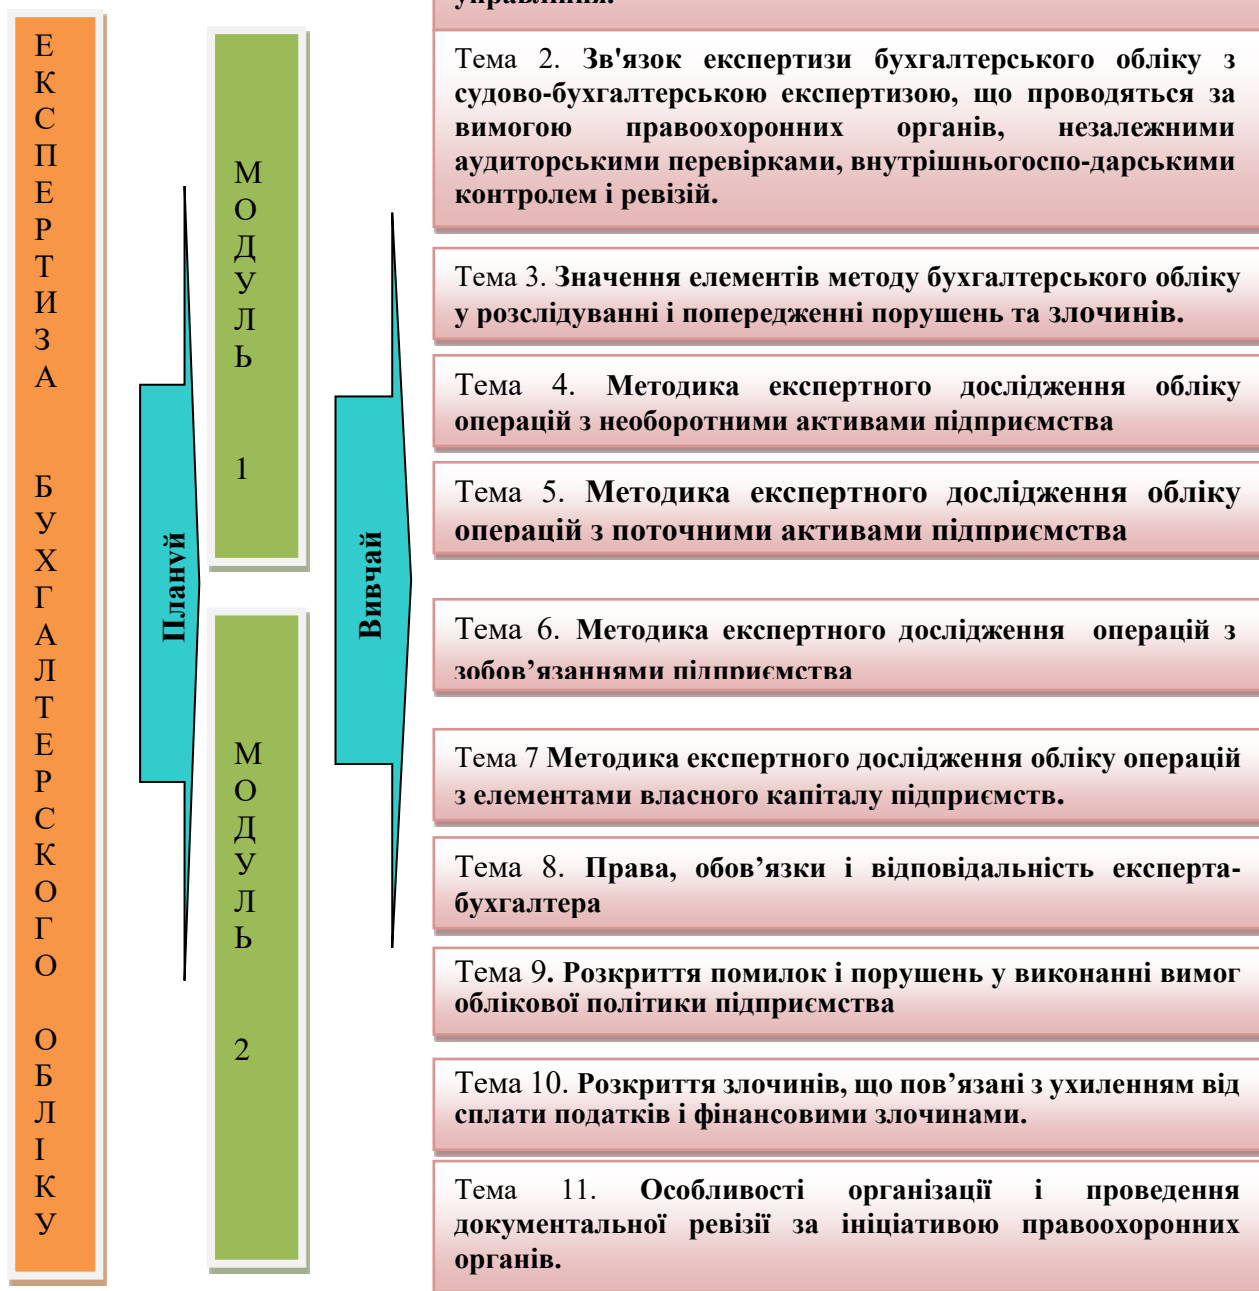 ЕКСПЕРТИЗА БУХГАЛТЕРСКОГО ОБЛІКУ
Плануй
МОДУЛЬ 1
МОДУЛЬ 2
Вивчай
управління.
Тема 2. Зв'язок експертизи бухгалтерського обліку з
судово-бухгалтерською експертизою, що проводяться за
вимогою правоохоронних органів, незалежними
аудиторськими перевірками, внутрішньогоспо-дарськими
контролем і ревізій.
Тема 3. Значення елементів методу бухгалтерського обліку
у розслідуванні і попередженні порушень та злочинів.
Тема 4. Методика експертного дослідження обліку
операцій з необоротними активами підприємства
Тема 5. Методика експертного дослідження обліку
операцій з поточними активами підприємства
Тема 6. Методика експертного дослідження операцій з
зобов’язаннями підприємства
Тема 7 Методика експертного дослідження обліку операцій
з елементами власного капіталу підприємств.
Тема 8. Права, обов’язки і відповідальність експерта-
бухгалтера
Тема 9. Розкриття помилок і порушень у виконанні вимог
облікової політики підприємства
Тема 10. Розкриття злочинів, що пов’язані з ухиленням від
сплати податків і фінансовими злочинами.
Тема 11. Особливості організації і проведення
документальної ревізії за ініціативою правоохоронних
органів.